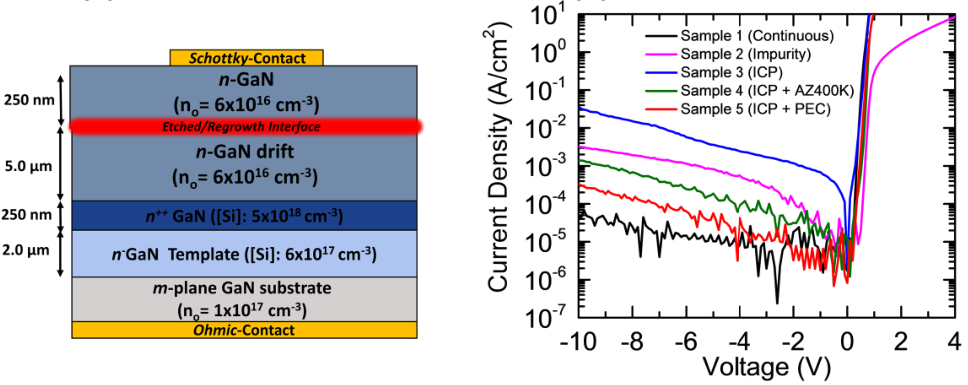 Schottky-Contact
n-GaN
(nₒ= 6x10¹⁶ cm⁻³)
250 nm
Etched/Regrowth Interface
n-GaN drift
(nₒ= 6x10¹⁶ cm⁻³)
5.0 μm
250 nm
n⁺⁺ GaN ([Si]: 5x10¹⁸ cm⁻³)
2.0 μm
n⁻GaN Template ([Si]: 6x10¹⁷ cm⁻³)
m-plane GaN substrate
(nₒ= 1x10¹⁷ cm⁻³)
Ohmic-Contact
Current Density (A/cm²)
10¹
10⁰
10⁻¹
10⁻²
10⁻³
10⁻⁴
10⁻⁵
10⁻⁶
10⁻⁷
Sample 1 (Continuous)
Sample 2 (Impurity)
Sample 3 (ICP)
Sample 4 (ICP + AZ400K)
Sample 5 (ICP + PEC)
-10 -8 -6 -4 -2 0 2 4
Voltage (V)